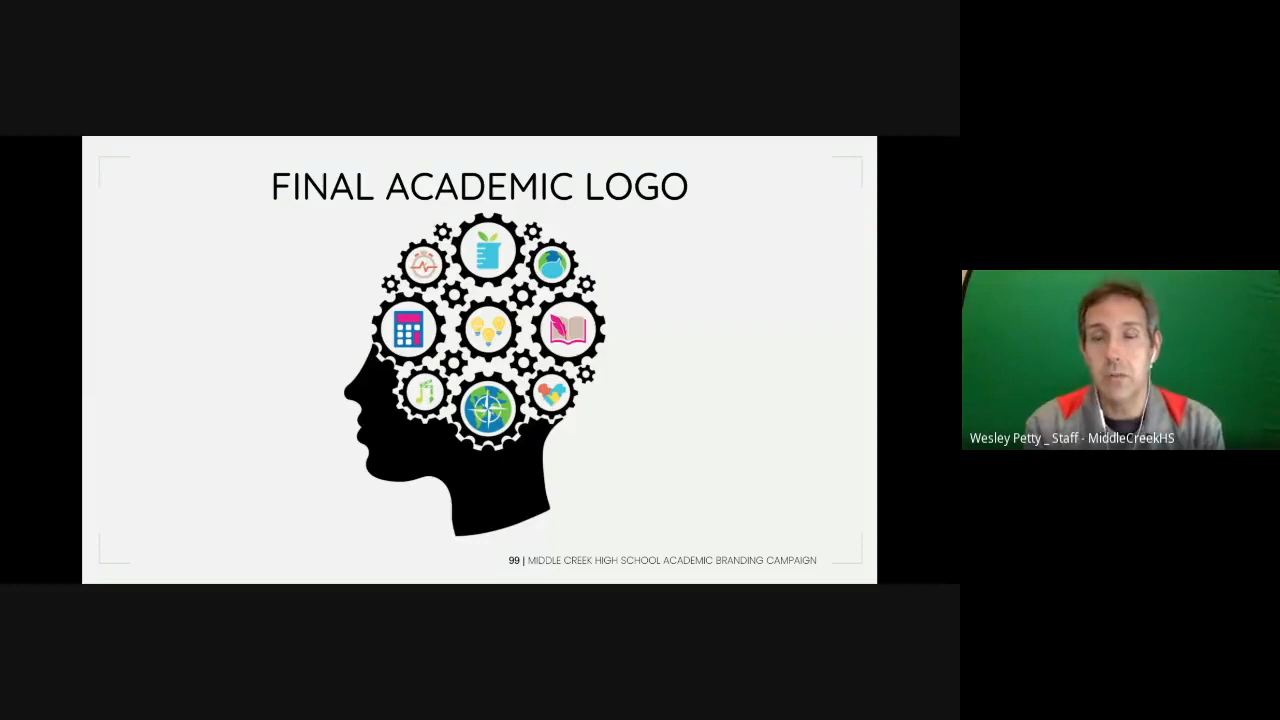 FINAL ACADEMIC LOGO
99 | MIDDLE CREEK HIGH SCHOOL ACADEMIC BRANDING CAMPAIGN
Wesley Petty _ Staff - MiddleCreekHS